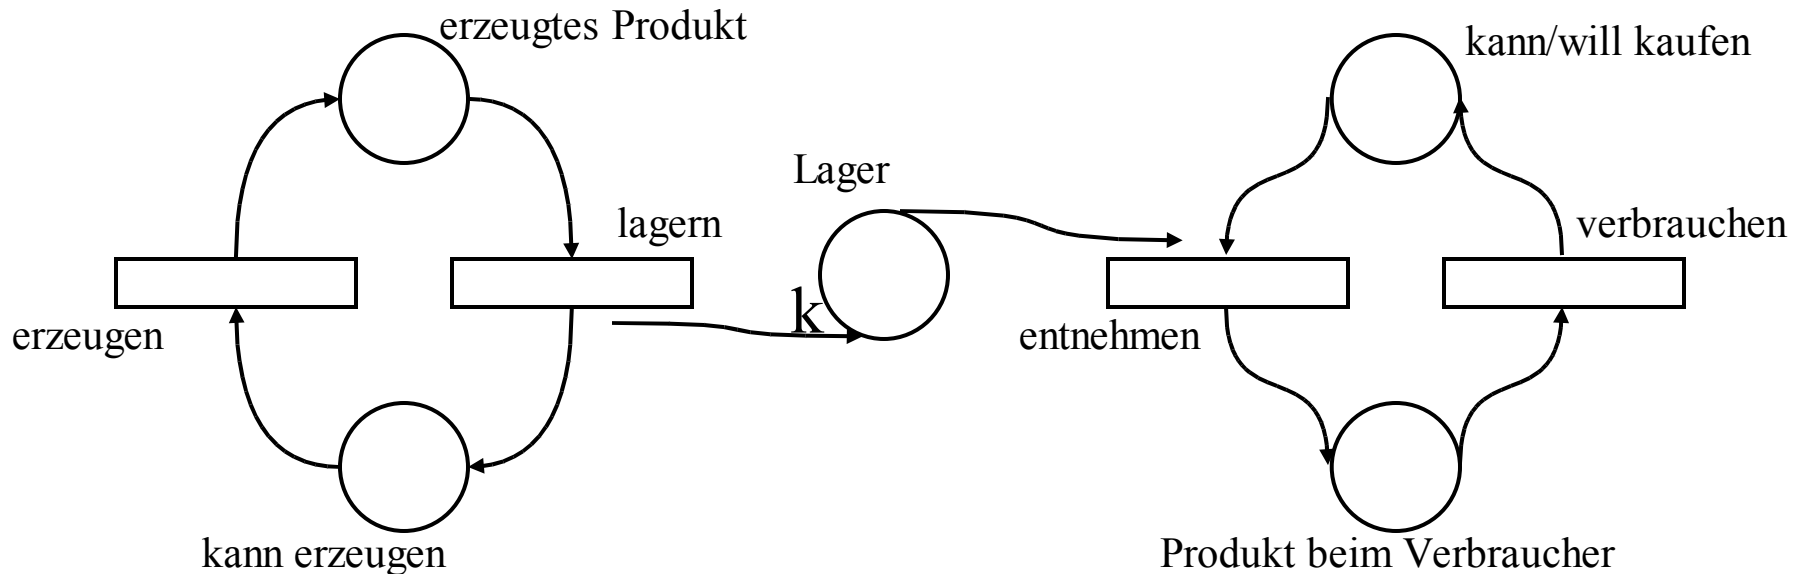 erzeugtes Produkt
kann/will kaufen
Lager
lagern
verbrauchen
k
erzeugen
entnehmen
kann erzeugen
Produkt beim Verbraucher